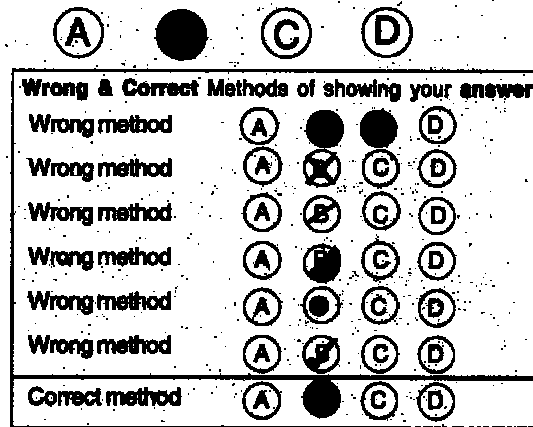 A C D
Wrong & Correct Methods of showing your answer
Wrong method A D
Wrong method A C D
Wrong method A B C D
Wrong method A C D
Wrong method A C D
Wrong method A B C D
Correct method A C D